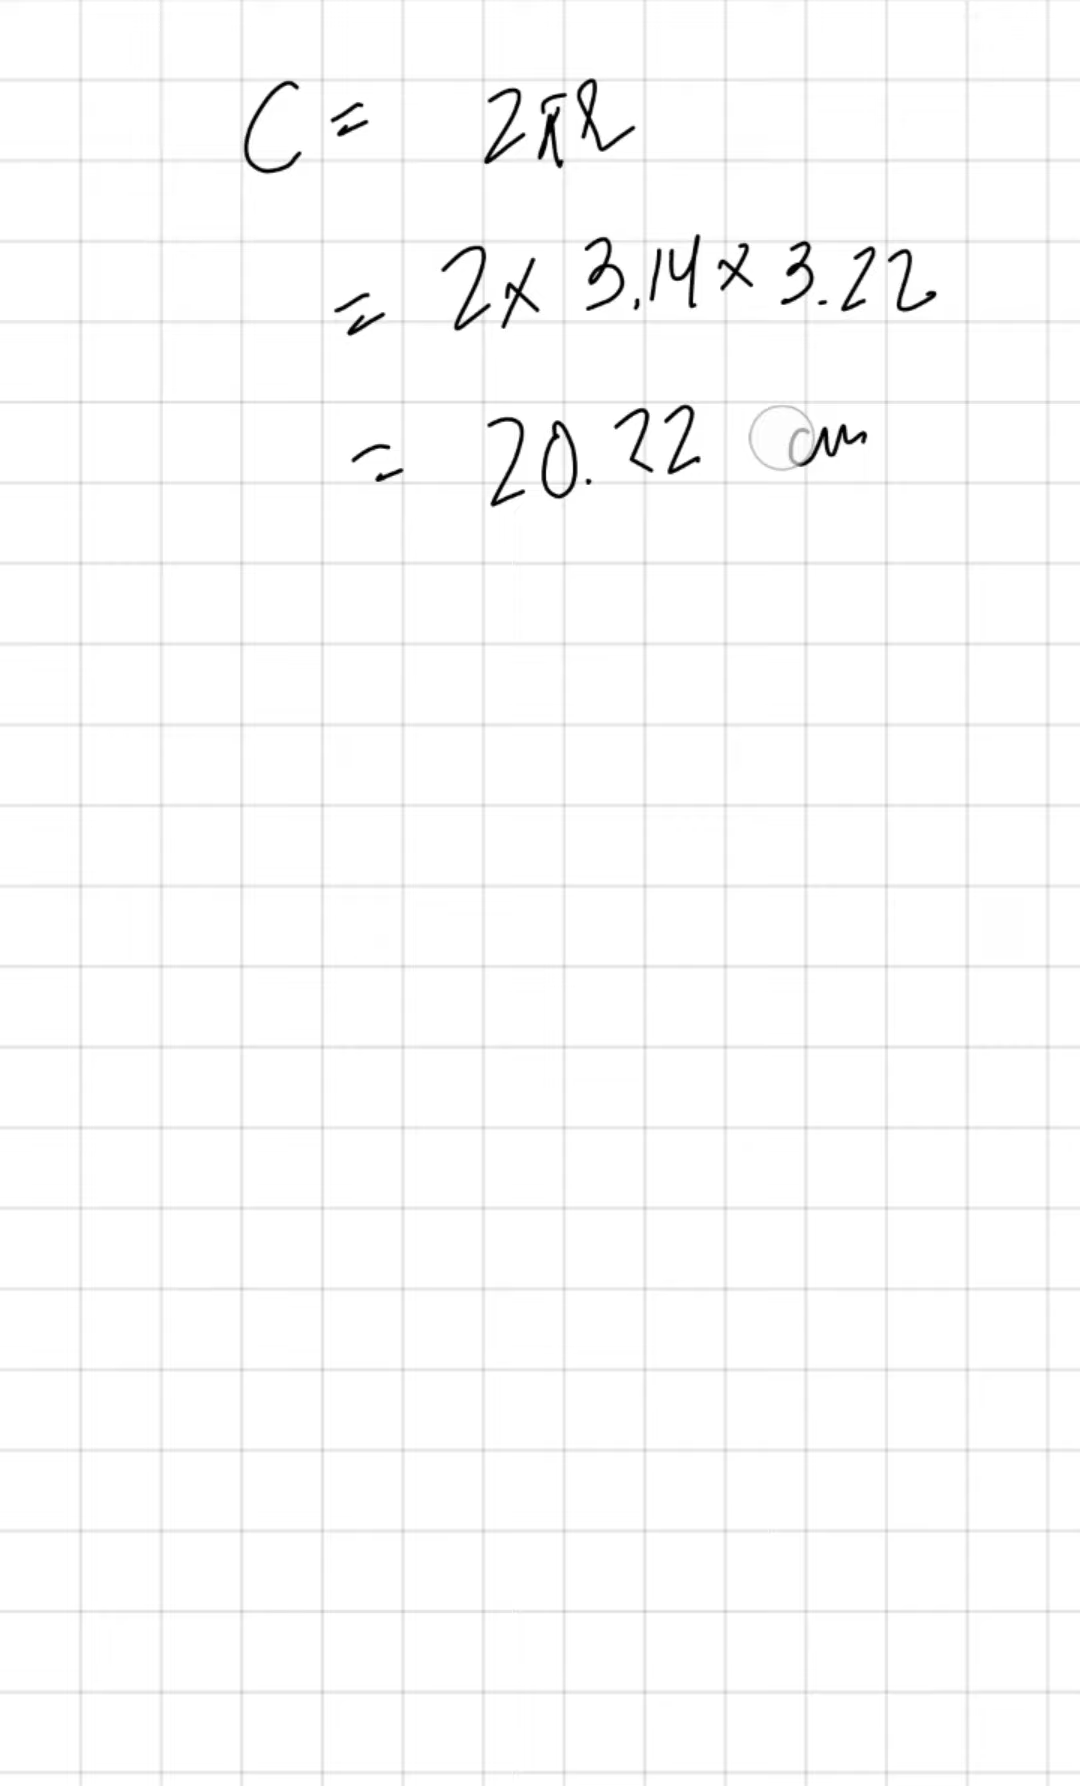 C = 2πR
= 2 x 3.14 x 3.22
= 20.22 cm